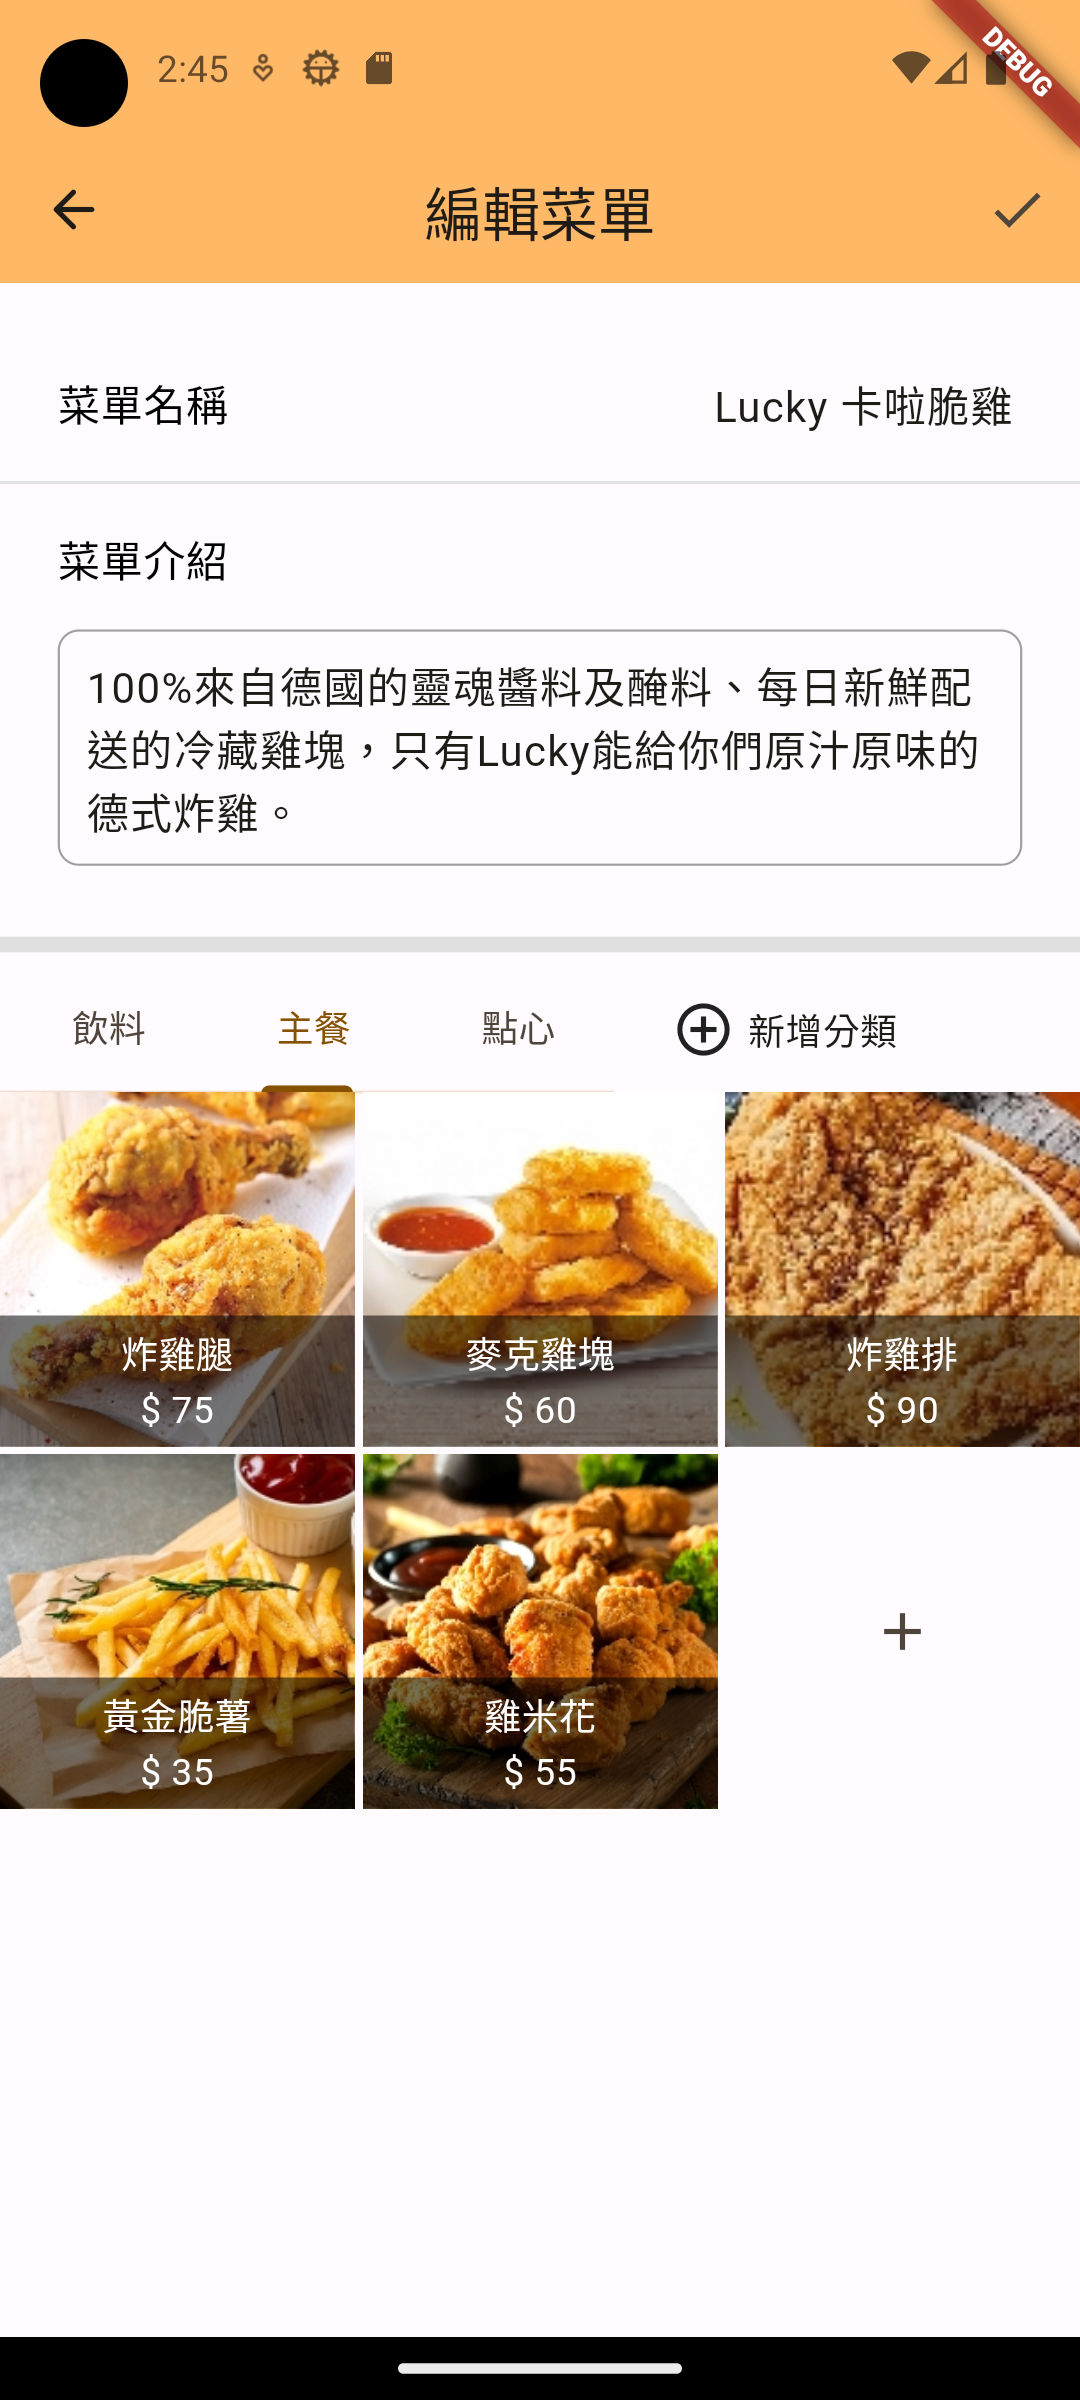 2:45
DEBUG
編輯菜單
菜單名稱
Lucky 卡啦脆雞
菜單介紹
100%來自德國的靈魂醬料及醃料、每日新鮮配
送的冷藏雞塊，只有Lucky能給你們原汁原味的
德式炸雞。
飲料
主餐
點心
新增分類
炸雞腿
$ 75
麥克雞塊
$ 60
炸雞排
$ 90
黃金脆薯
$ 35
雞米花
$ 55